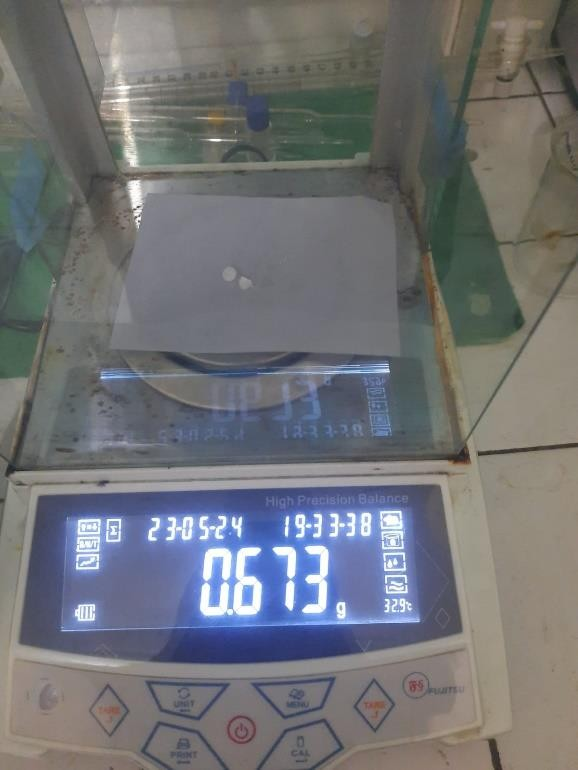 High Precision Balance
23-05-24 19-33-38
0.673 g
32.9°C
UNIT
MENU
TARE
TARE
FUJITSU
PRINT
CAL